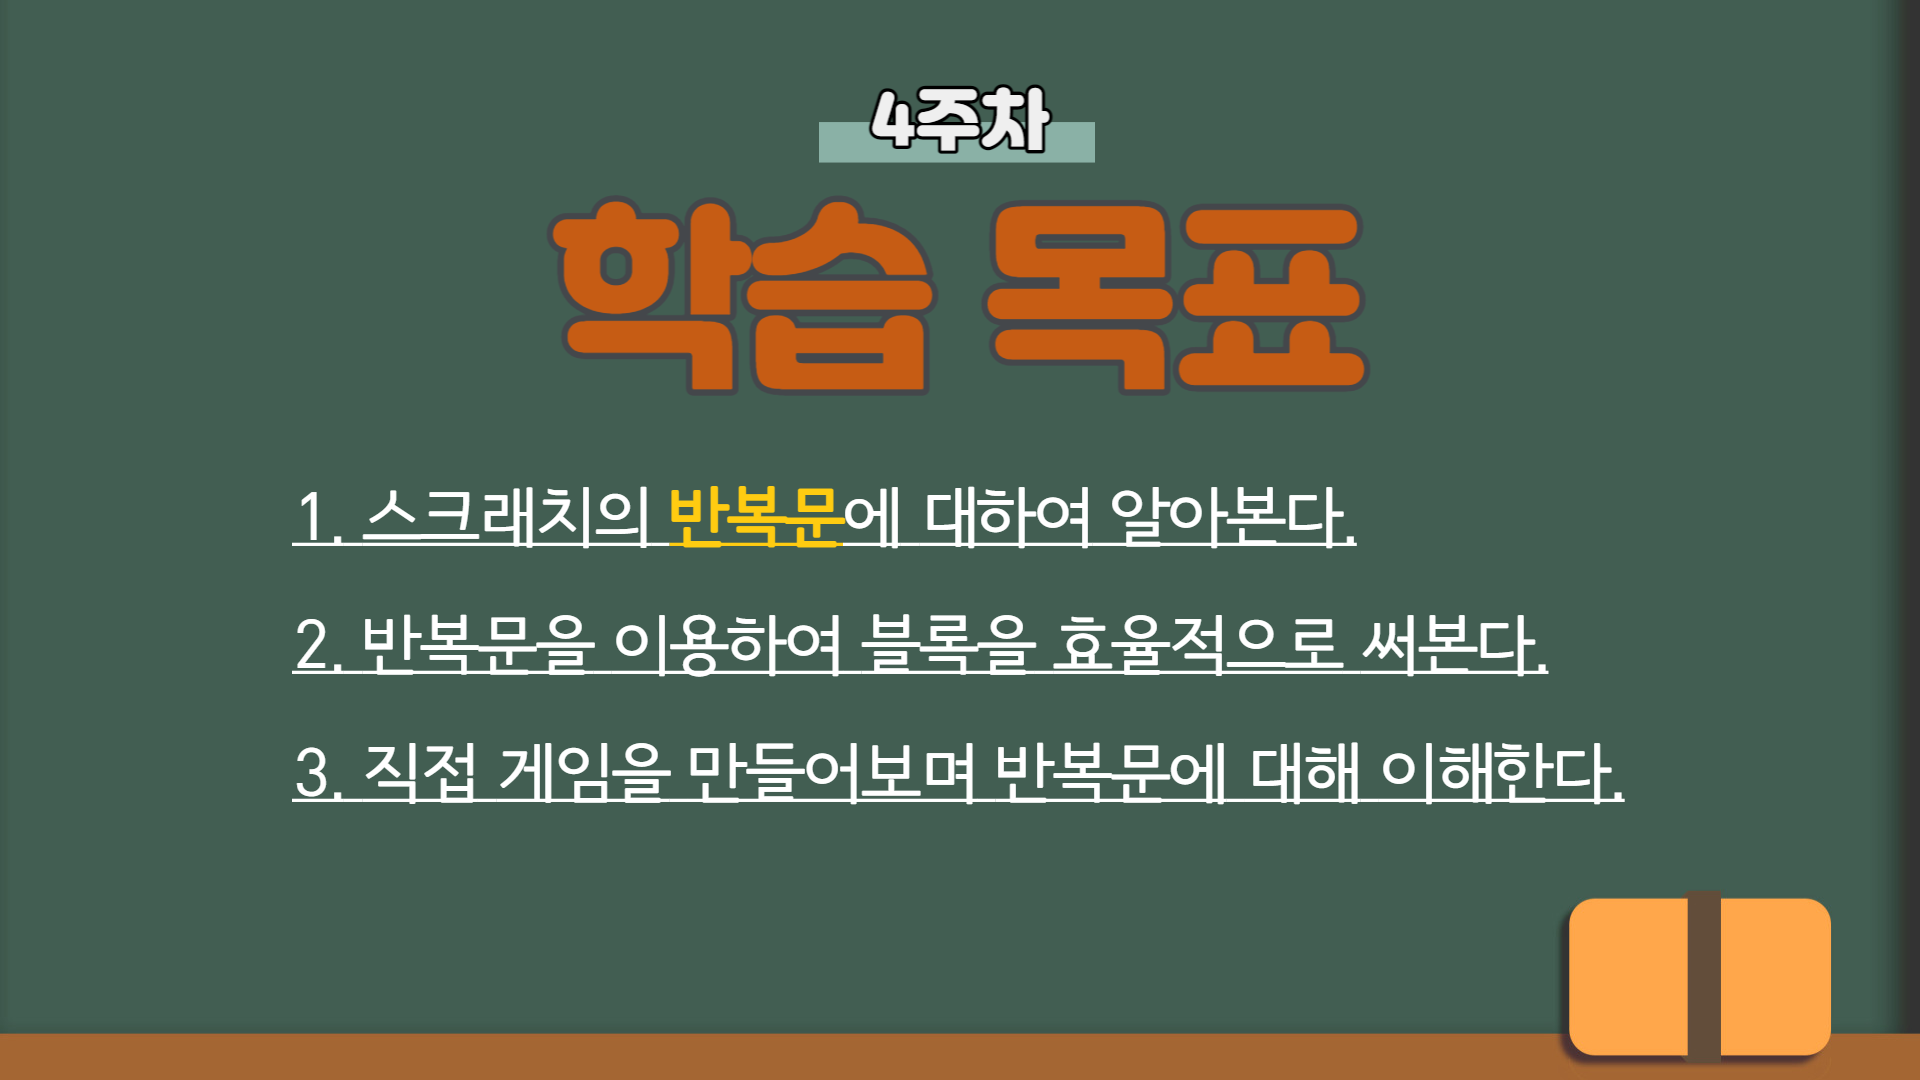 4주차
학습 목표
1. 스크래치의 반복문에 대하여 알아본다.
2. 반복문을 이용하여 블록을 효율적으로 써본다.
3. 직접 게임을 만들어보며 반복문에 대해 이해한다.